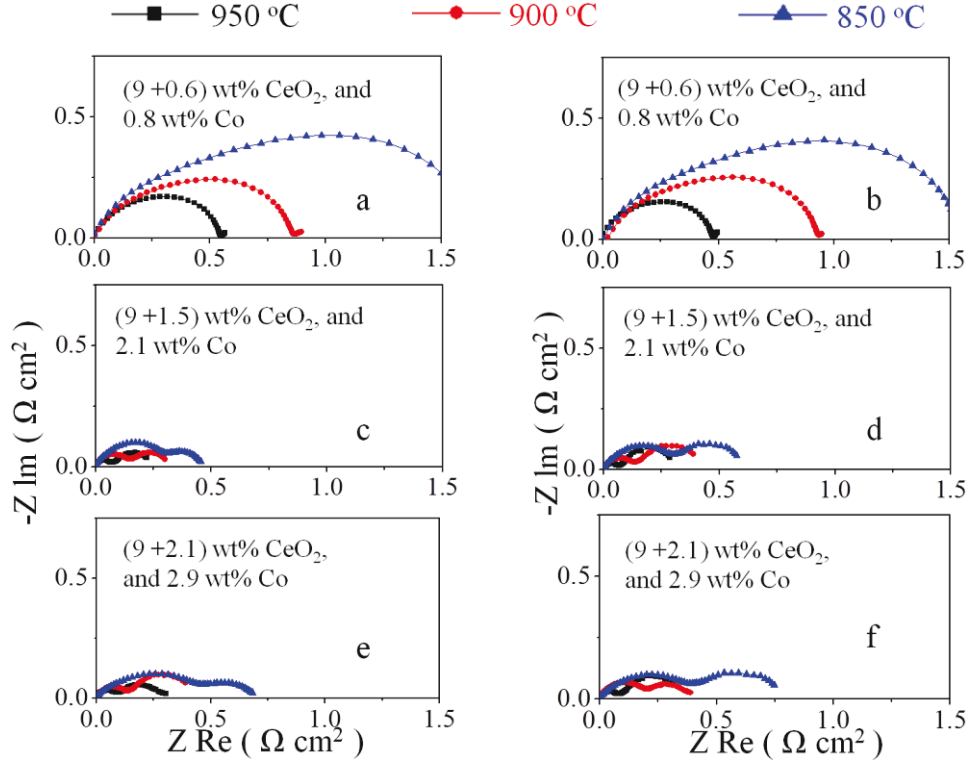 950 °C 900 °C 850 °C
(9 +0.6) wt% CeO₂, and
0.8 wt% Co
a
0.5
0.0
0.0 0.5 1.0 1.5
(9 +0.6) wt% CeO₂, and
0.8 wt% Co
b
0.5
0.0
0.0 0.5 1.0 1.5
-Z Im ( Ω cm²)
(9 +1.5) wt% CeO₂, and
2.1 wt% Co
c
0.5
0.0
0.0 0.5 1.0 1.5
-Z Im ( Ω cm²)
(9 +1.5) wt% CeO₂, and
2.1 wt% Co
d
0.5
0.0
0.0 0.5 1.0 1.5
(9 +2.1) wt% CeO₂,
and 2.9 wt% Co
e
0.5
0.0
0.0 0.5 1.0 1.5
Z Re ( Ω cm²)
(9 +2.1) wt% CeO₂,
and 2.9 wt% Co
f
0.5
0.0
0.0 0.5 1.0 1.5
Z Re ( Ω cm²)